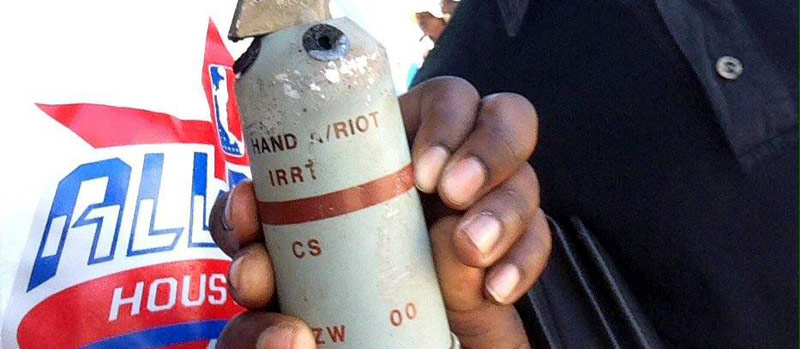 HAND A/RIOT
IRRT
CS
ZW 00
ALL
HOUS